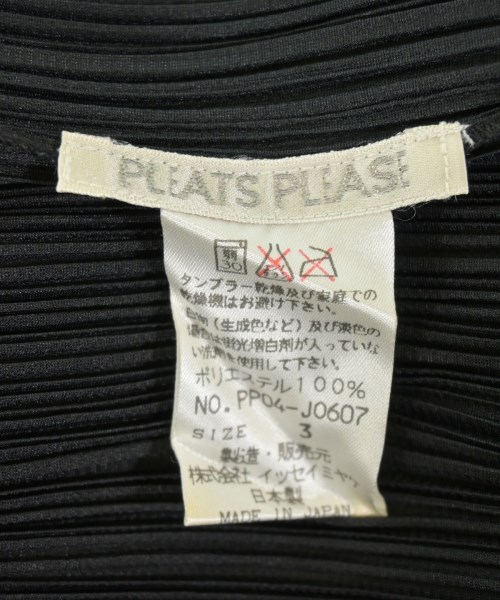 PLEATS PLEASE
弱
30
タンブラー乾燥及び家庭での
乾燥機はお避け下さい。
白物(生成色など)及び淡色の
場合は蛍光増白剤が入っていな
い洗剤を使用して下さい。
ポリエステル100%
NO. PP04-J0607
SIZE 3
製造者・販売元
株式会社 イッセイミヤケ
日本製
MADE IN JAPAN